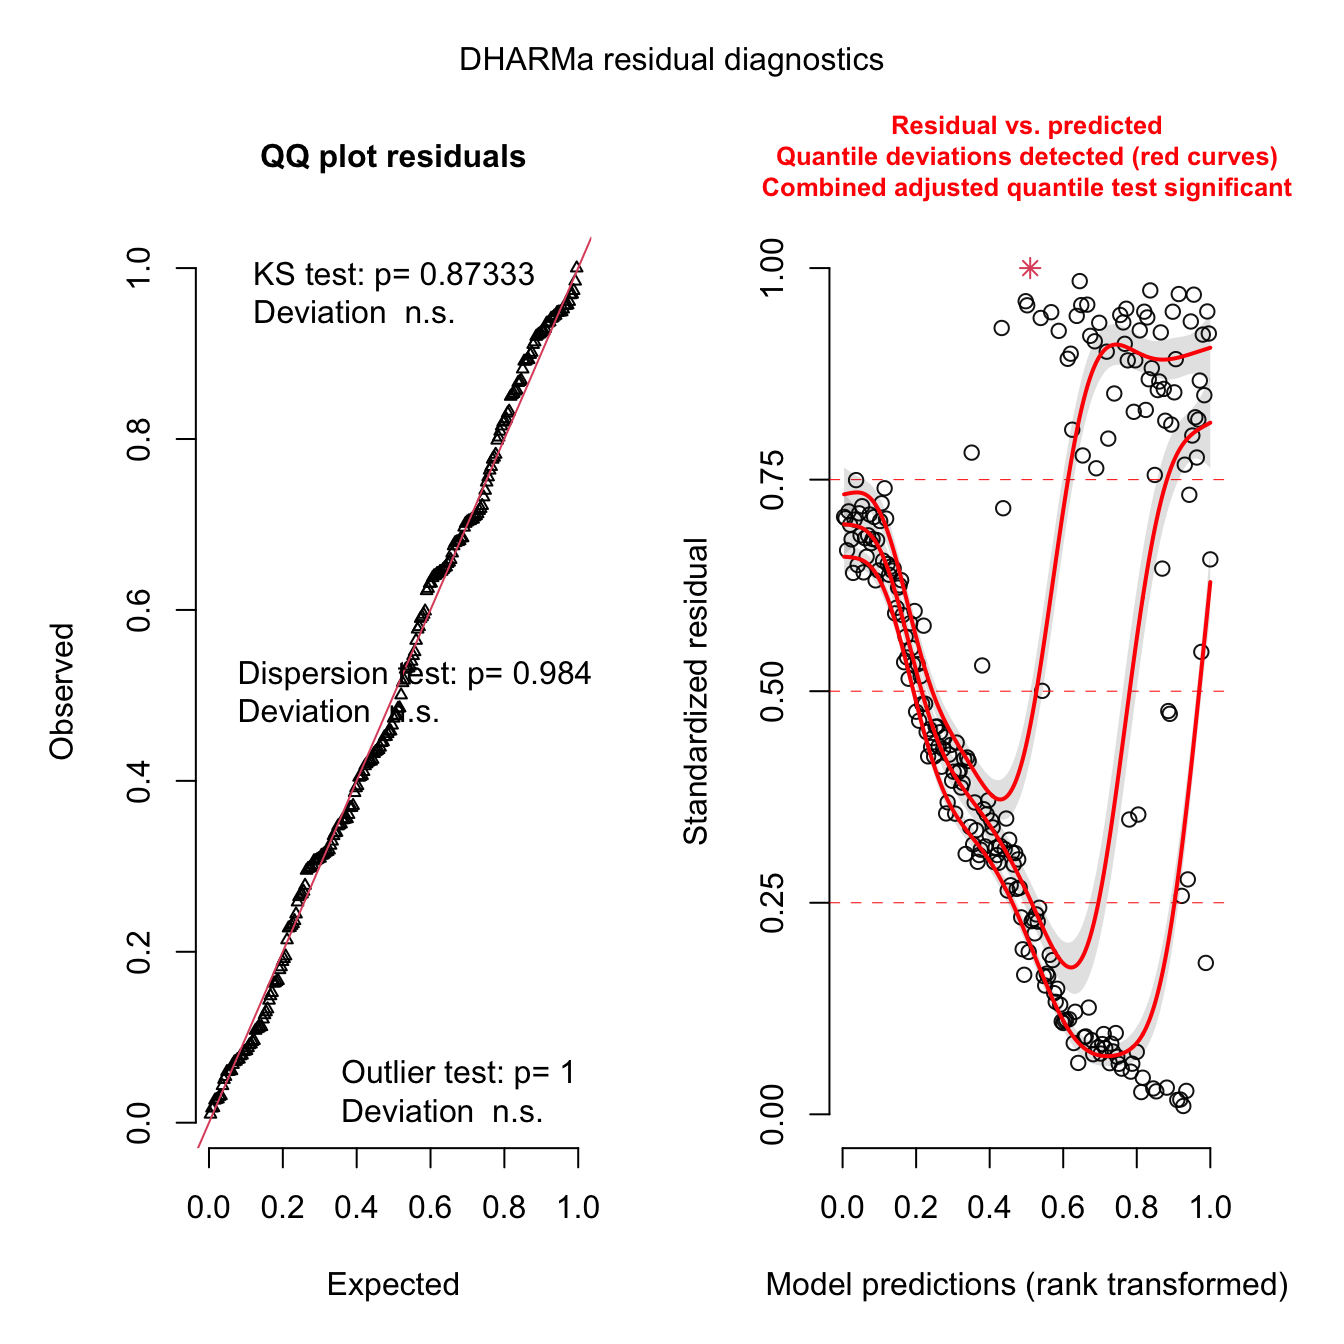 DHARMa residual diagnostics
QQ plot residuals
KS test: p= 0.87333
Deviation n.s.
Dispersion test: p= 0.984
Deviation n.s.
Outlier test: p= 1
Deviation n.s.
Observed
0.0 0.2 0.4 0.6 0.8 1.0
0.0 0.2 0.4 0.6 0.8 1.0
Expected
Residual vs. predicted
Quantile deviations detected (red curves)
Combined adjusted quantile test significant
Standardized residual
0.00 0.25 0.50 0.75 1.00
0.0 0.2 0.4 0.6 0.8 1.0
Model predictions (rank transformed)